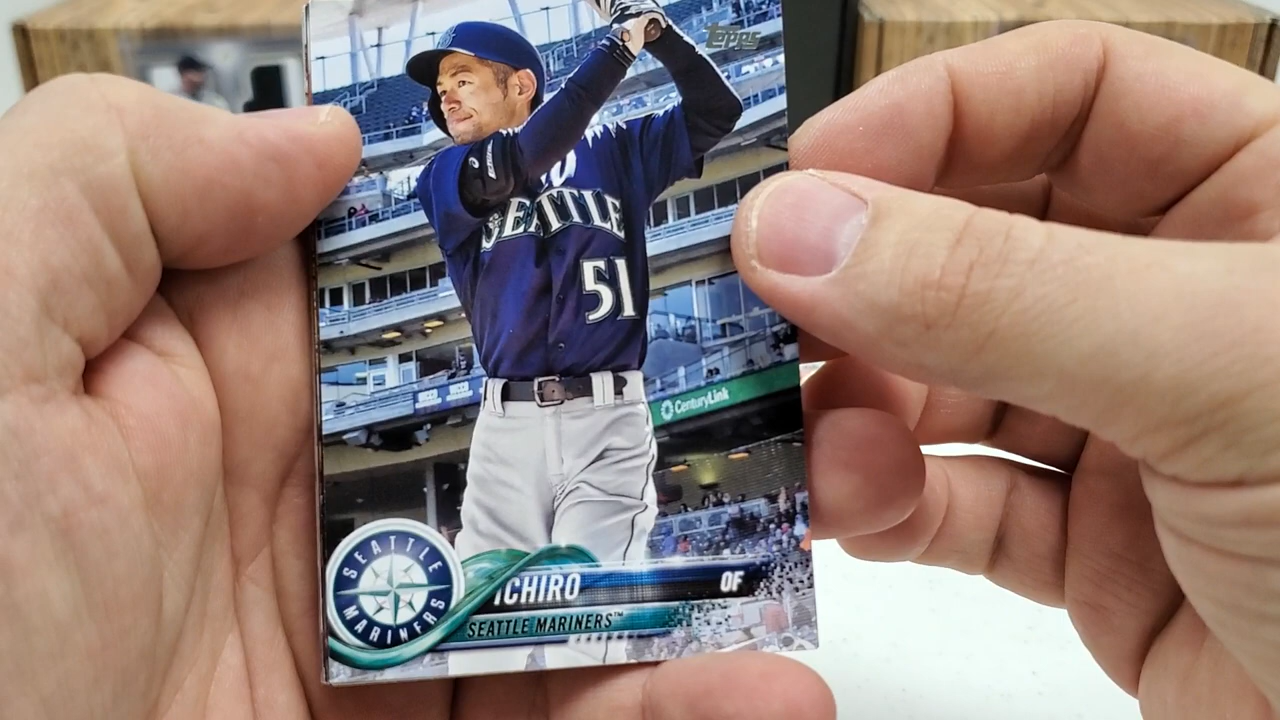 Topps
SEATTLE
51
CenturyLink
SEATTLE
MARINERS
ICHIRO
OF
SEATTLE MARINERS™